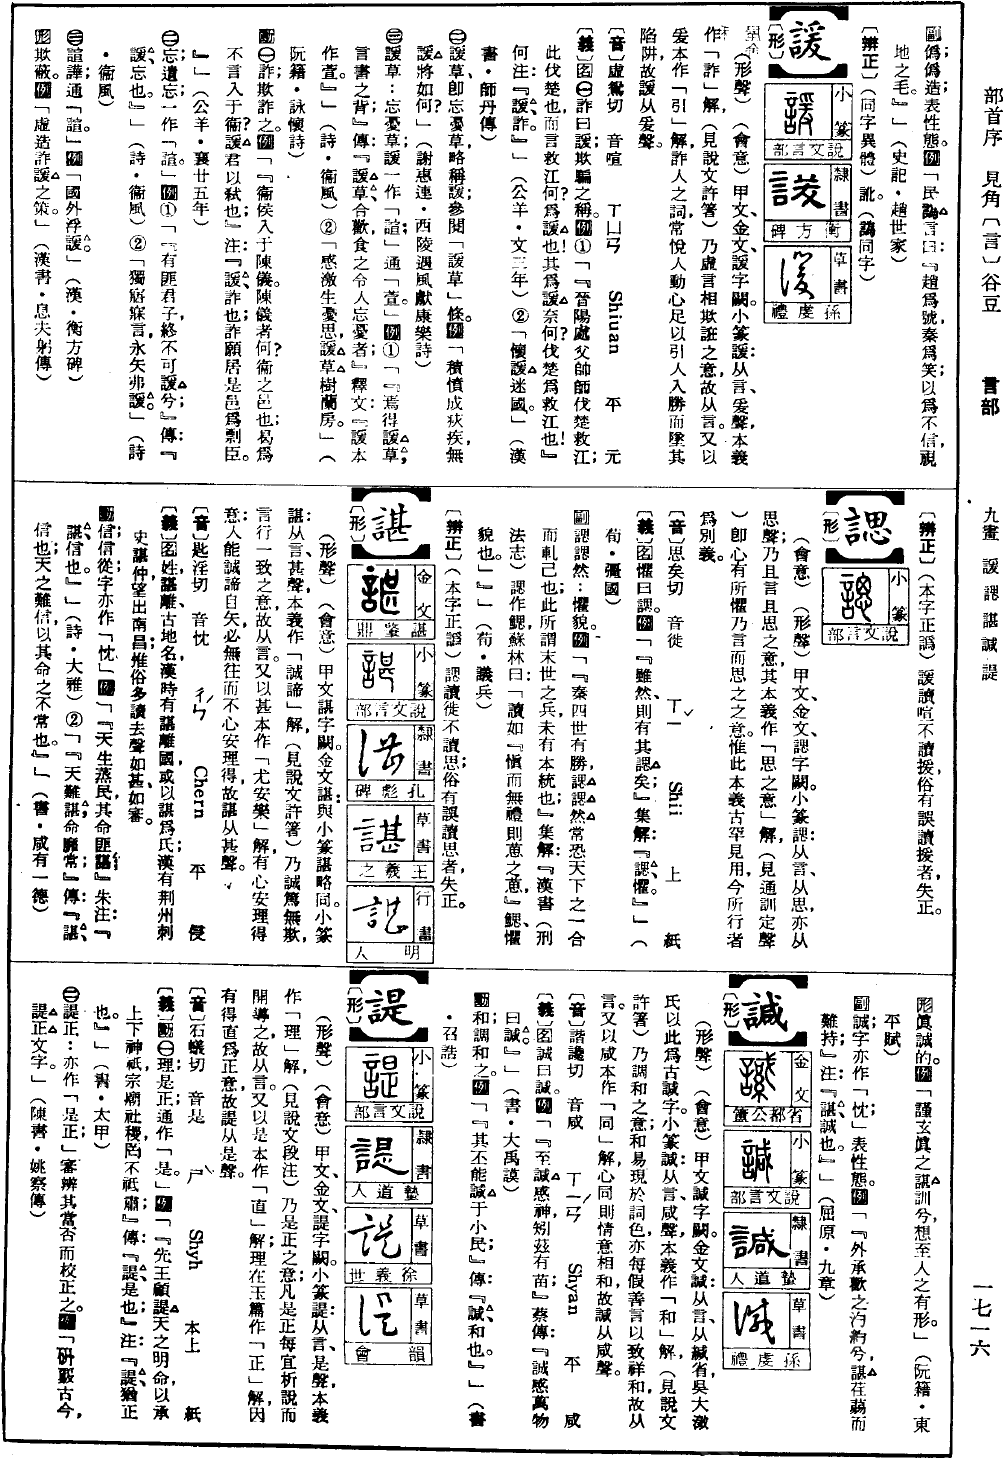 部首序　見角〔言〕谷豆　言部　九畫　諼諰諶諴諟　一七一六
副僞僞造表性態。例「民譌言曰：『趙爲號，秦爲笑，以爲不信，視
地之毛。』」（史記・趙世家）
〔辨正〕（同字異體）訛（譌同字）
諼
〔形〕
小篆　說文言部
隸書　衡方碑
草書　孫虔禮
（形聲）（會意）甲文、金文諼字闕。小篆諼：从言、爰聲，本義
作「詐」解，（見說文許箸）乃虛言相欺誑之意，故从言。又以
爰本作「引」解，詐人之詞，常悅人動心，足以引人入勝而墜其
陷阱，故諼从爰聲。
〔音〕虛鴛切　音喧　ㄒㄩㄢ　Shiuan　平　元
〔義〕名㊀詐曰諼，欺騙之稱。例①「『晉陽處父帥師伐楚救江；
此伐楚也，而言救江何？爲諼也！其爲諼奈何？伐楚爲救江也！』
何注：『諼，詐。』」（公羊・文三年）②「懷諼迷國。」（漢
書・師丹傳）
㊁諼草，卽忘憂草，略稱諼，參閱「諼草」條。「積憤成疢疾，無
諼將如何？」（謝惠連・西陵遇風獻康樂詩）
㊂諼草：忘憂草，諼一作「諠」，通「萱」。例①「『焉得諼草，
言書之背』傳：『諼草合歡，食之令人忘憂者』釋文『諼本
作萱』」（詩・衞風）②「感激生憂思，諼草樹蘭房。」（
阮籍・詠懷詩）
動㊀詐，欺詐之。例「『衞侯入于陳儀。陳儀者何？衞之邑也，曷爲
不言入于衞？諼君以弒也』注：『諼，詐也；詐願居是邑爲剽臣。
』」（公羊・襄廿五年）
㊁忘，遺忘，一作「諠」。例①「『有匪君子，終不可諼兮』傳：『
諼，忘也。』」（詩・衞風）②「獨寤寐言，永矢弗諼。」（詩
・衞風）
㊂諠譁，通「諠」。例「國外浮諼。」（漢・衡方碑）
形欺蔽。例「虛造詐諼之策。」（漢書・息夫躬傳）
〔辨正〕（本字正譌）諼讀喧不讀援，俗有誤讀援者，失正。
諰
〔形〕
小篆　說文言部
（會意）（形聲）甲文、金文諰字闕。小篆諰：从言、从思，亦从
思聲，乃且言且思之意，其本義作「思之意」解，（見通訓定聲
）卽心有所懼，乃言而思之之意。惟此本義古罕見用，今所行者
爲別義。
〔音〕思矣切　音徙　ㄒㄧˇ　Shii　上　紙
〔義〕名懼曰諰。例「『雖然，則有其諰矣』集解：『諰，懼。』」（
荀・彊國）
副諰諰然：懼貌。例「『秦四世有勝，諰諰然常恐天下之一合
而軋己也，此所謂末世之兵，未有本統也』集解：『漢書（刑
法志）諰作鰓，蘇林曰：「讀如『愼而無禮則葸之葸』，鰓，懼
貌也。」』」（荀・議兵）
〔辨正〕（本字正譌）諰讀徙不讀思；俗有誤讀思者，失正。
諶
〔形〕
金文　諶肇鼎
小篆　說文言部
隸書　孔彪碑
草書　王羲之
行書　明人
（形聲）（會意）甲文諶字闕。金文諶與小篆諶略同。小篆
諶：从言、甚聲，本義作「誠諦」解，（見說文許箸）乃誠篤無欺，
言行一致之意，故从言。又以甚本作「尤安樂」解，有心安理得
意，人能誠諦自矢，必無往而不心安理得，故諶从甚聲。
〔音〕匙淫切　音忱　ㄔㄣˊ　Chern　平　侵
〔義〕名姓，諶離，古地名，漢時有諶離國，或以諶爲氏，漢有荆州刺
史諶仲，望出南昌，惟俗多讀去聲如甚，如審。
動信，信從，字亦作「忱」。例①「『天生蒸民，其命匪諶』朱注：『
諶，信也。』」（詩・大雅）②「『天難諶，命靡常』傳：『諶，
信也，天之難信，以其命之不常也。』」（書・咸有一德）
形眞誠的。例「謹玄眞之諶訓兮，想至人之有形。」（阮籍・東
平賦）
副誠，字亦作「忱」，表性態。例「『外承歡之汋約兮，諶荏蒻而
難持』注：『諶，誠也。』」（屈原・九章）
諴
〔形〕
金文　省都公簠
小篆　說文言部
隸書　蟄道人
草書　孫虔禮
（形聲）（會意）甲文諴字闕。金文諴：从言、从緘省，吳大澂
氏以此爲古諴字。小篆諴：从言、咸聲，本義作「和」解，（見說文
許箸）乃調和之意；和易現於詞色，亦每假善言以致祥和，故从
言。又以咸本作「同」解，心同則情意相和，故諴从咸聲。
〔音〕諧讒切　音咸　ㄒㄧㄢˊ　Shyan　平　咸
〔義〕名誠曰諴。例「『至諴感神，矧茲有苗』蔡傳：『誠感萬物
曰諴。』」（書・大禹謨）
動和，調和之。例「『其丕能諴于小民』傳：『諴，和也。』」（書
・召誥）
諟
〔形〕
小篆　說文言部
隸書　蟄道人
草書　徐義世
草書　韻會
（形聲）（會意）甲文、金文諟字闕。小篆諟：从言、是聲，本義
作「理」解，（見說文段注）乃是正之意；凡是正每宜析說而
開導之，故从言。又以是本作「直」解，理在玉篇作「正」解，因
有得直爲正意，故諟从是聲。
〔音〕石蟻切　音是　ㄕˋ　Shyh　本上　紙
〔義〕動㊀理，是正，通作「是」。例「『先王顧諟天之明命，以承
上下神祇，宗廟社稷，罔不祗肅』傳：『諟，是也』注：『諟，猶正
也。』」（書・太甲）
㊁諟正：亦作「是正」，審辨其當否而校正之。例「硏覈古今，
諟正文字。」（陳書・姚察傳）